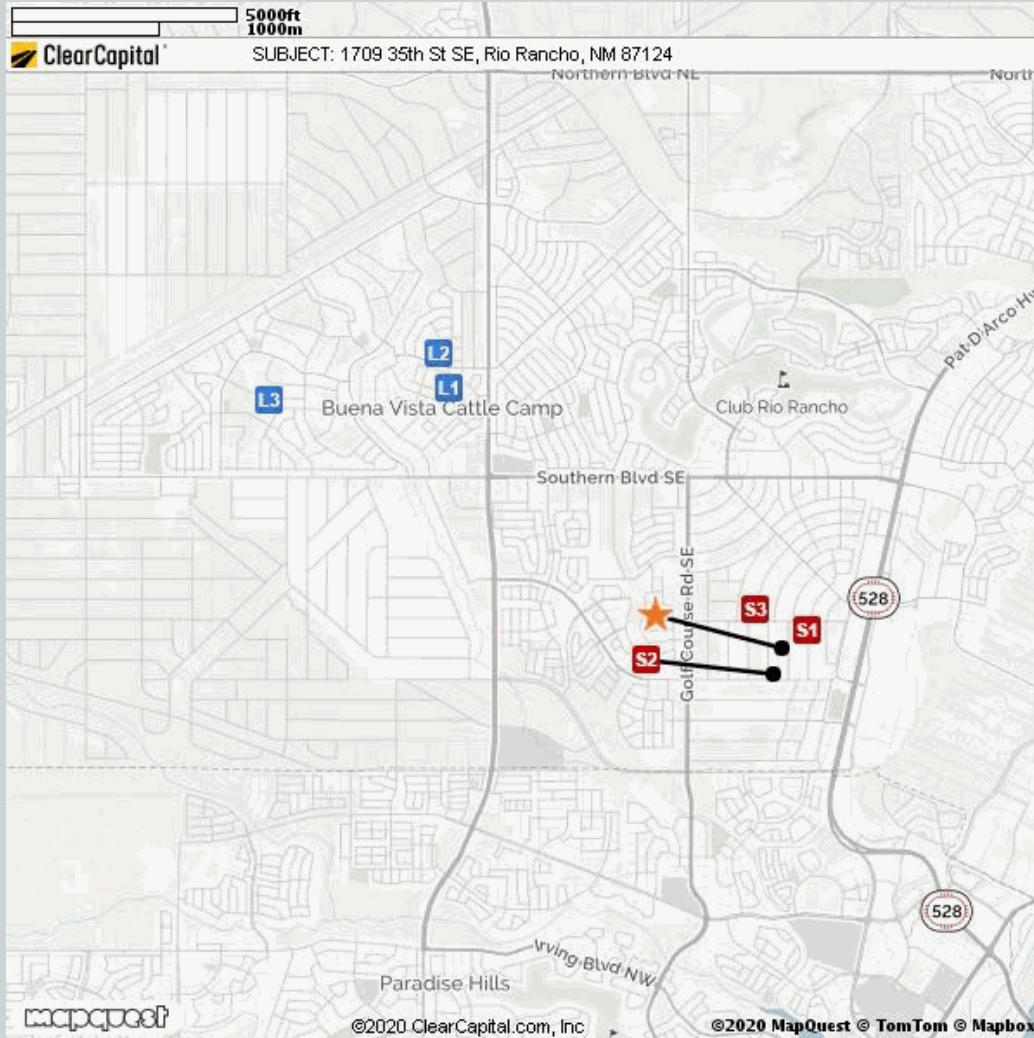 5000ft
1000m
ClearCapital SUBJECT: 1709 35th St SE, Rio Rancho, NM 87124
Northern Blvd NE
North
Pat D'Arco Hw
L2
L1
L3
Buena Vista Cattle Camp
Club Rio Rancho
Southern Blvd SE
Golf Course Rd SE
528
S3
S1
S2
528
Irving Blvd NW
Paradise Hills
mapquest
©2020 ClearCapital.com, Inc
©2020 MapQuest © TomTom © Mapbox